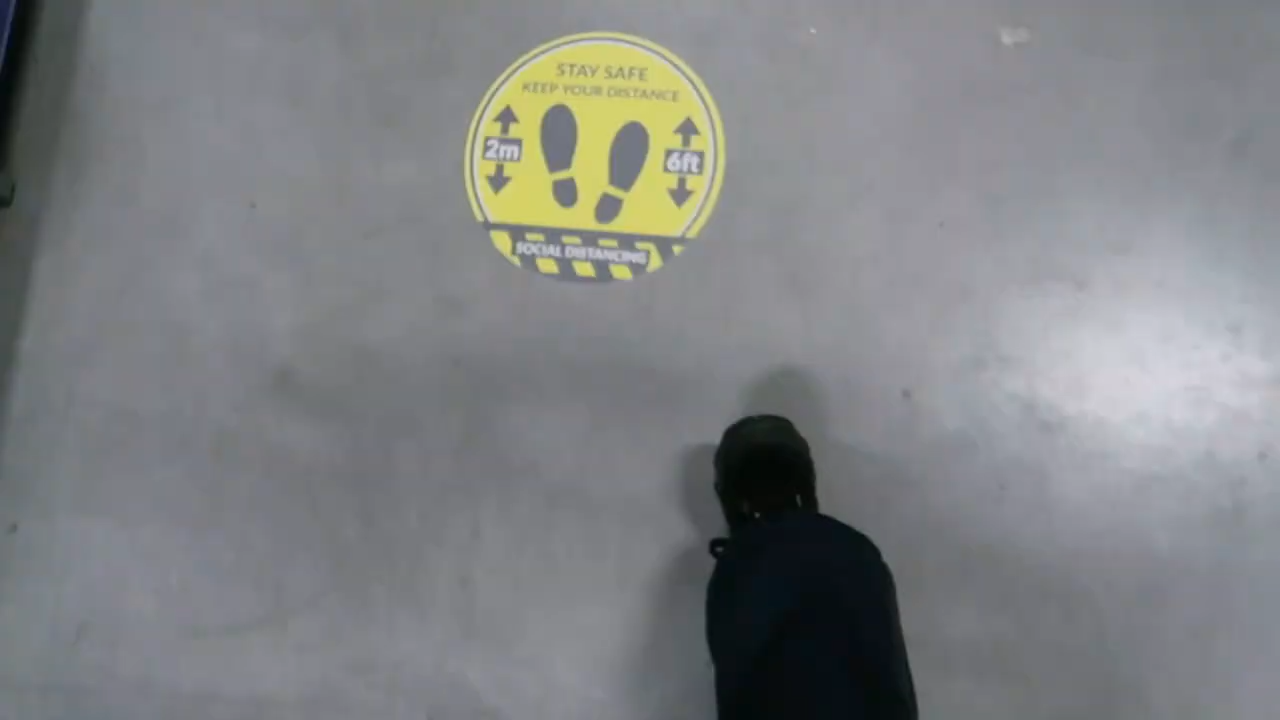 STAY SAFE
KEEP YOUR DISTANCE
2m
6ft
SOCIAL DISTANCING